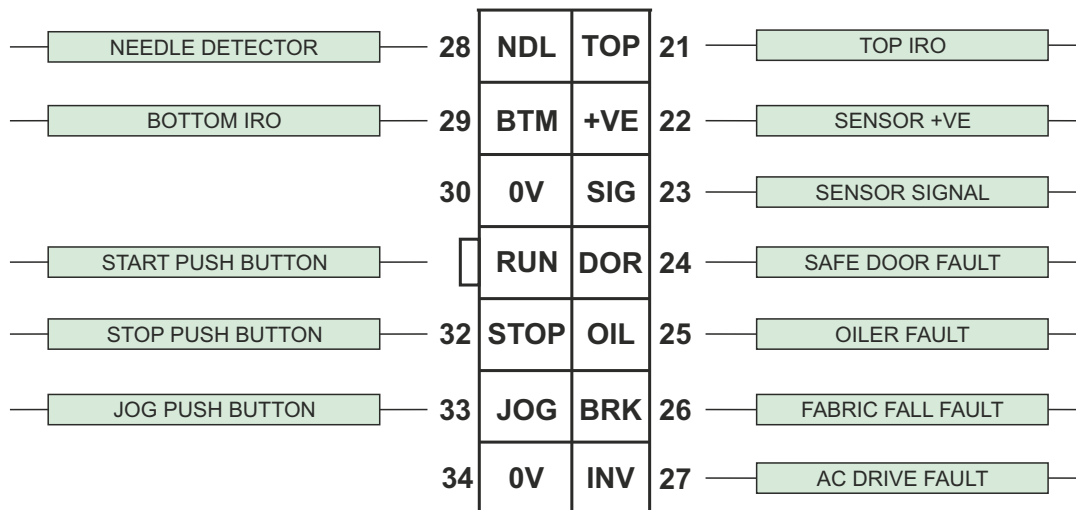 NEEDLE DETECTOR 28 NDL TOP 21 TOP IRO
BOTTOM IRO 29 BTM +VE 22 SENSOR +VE
30 0V SIG 23 SENSOR SIGNAL
START PUSH BUTTON RUN DOR 24 SAFE DOOR FAULT
STOP PUSH BUTTON 32 STOP OIL 25 OILER FAULT
JOG PUSH BUTTON 33 JOG BRK 26 FABRIC FALL FAULT
34 0V INV 27 AC DRIVE FAULT